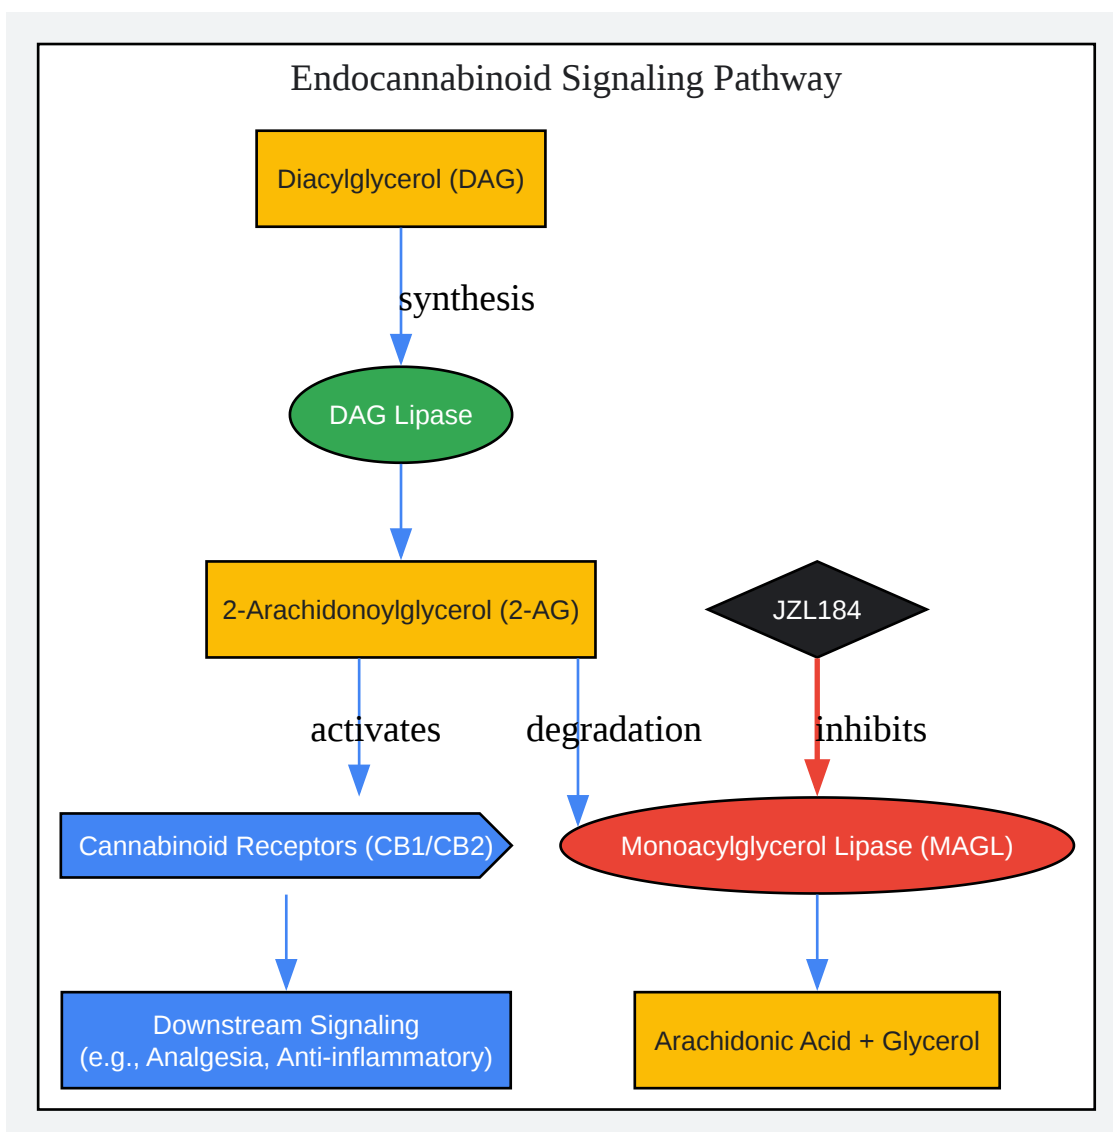 Endocannabinoid Signaling Pathway
Diacylglycerol (DAG)
synthesis
DAG Lipase
2-Arachidonoylglycerol (2-AG)
JZL184
activates
degradation
inhibits
Cannabinoid Receptors (CB1/CB2)
Monoacylglycerol Lipase (MAGL)
Downstream Signaling
(e.g., Analgesia, Anti-inflammatory)
Arachidonic Acid + Glycerol